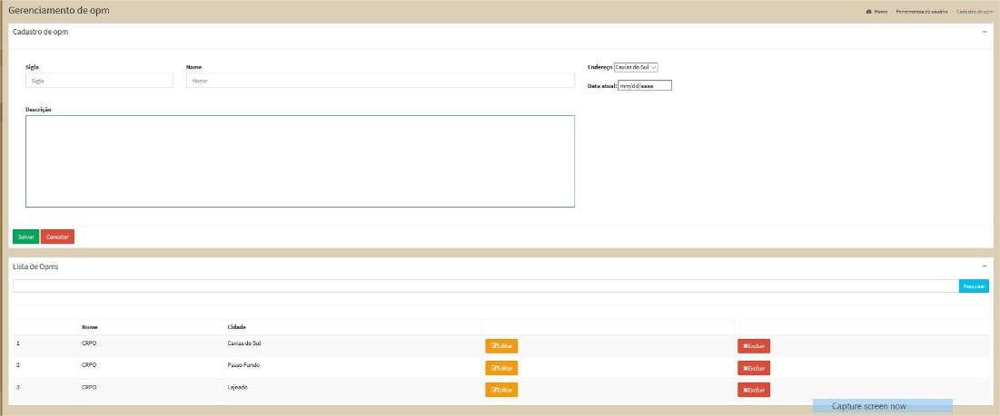 Gerenciamento de opm
Home Ferramentas do usuário Cadastro de opm
Cadastro de opm
Sigla Nome Endereço Caxias do Sul
Sigla Nome
Data atual: mm/dd/aaaa
Descrição
Salvar Cancelar
Lista de Opms
Pesquisar
Nome Cidade
1 CRPO Caxias do Sul Editar Excluir
2 CRPO Passo Fundo Editar Excluir
3 CRPO Lajeado Editar Excluir
Capture screen now